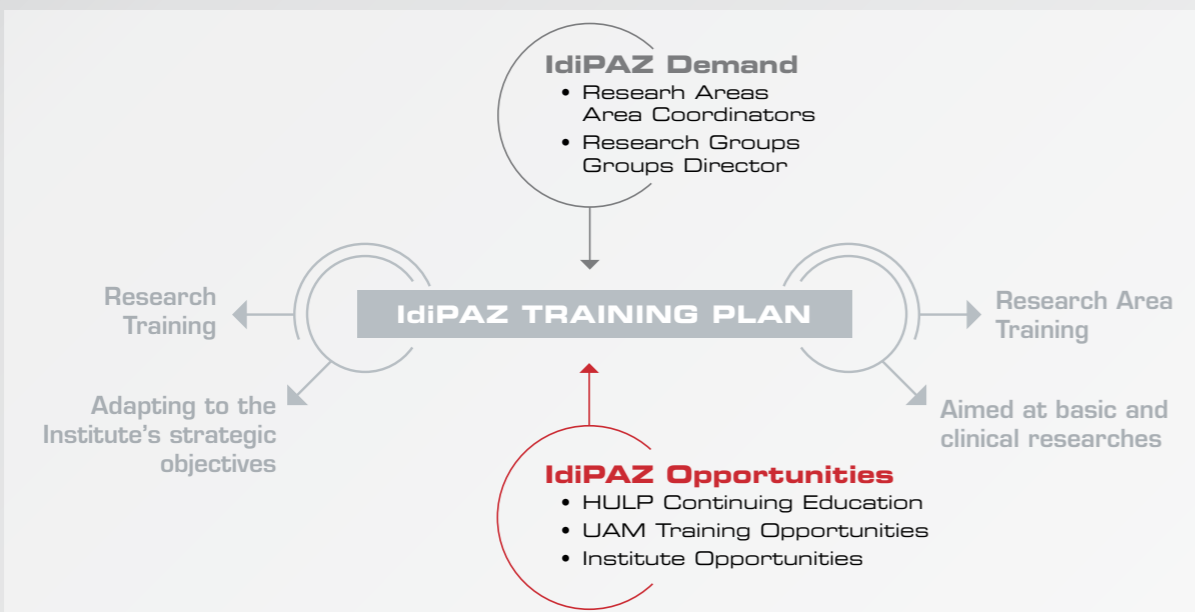 IdiPAZ Demand
• Researh Areas
Area Coordinators
• Research Groups
Groups Director
Research
Training
IdiPAZ TRAINING PLAN
Research Area
Training
Adapting to the
Institute's strategic
objectives
Aimed at basic and
clinical researches
IdiPAZ Opportunities
• HULP Continuing Education
• UAM Training Opportunities
• Institute Opportunities